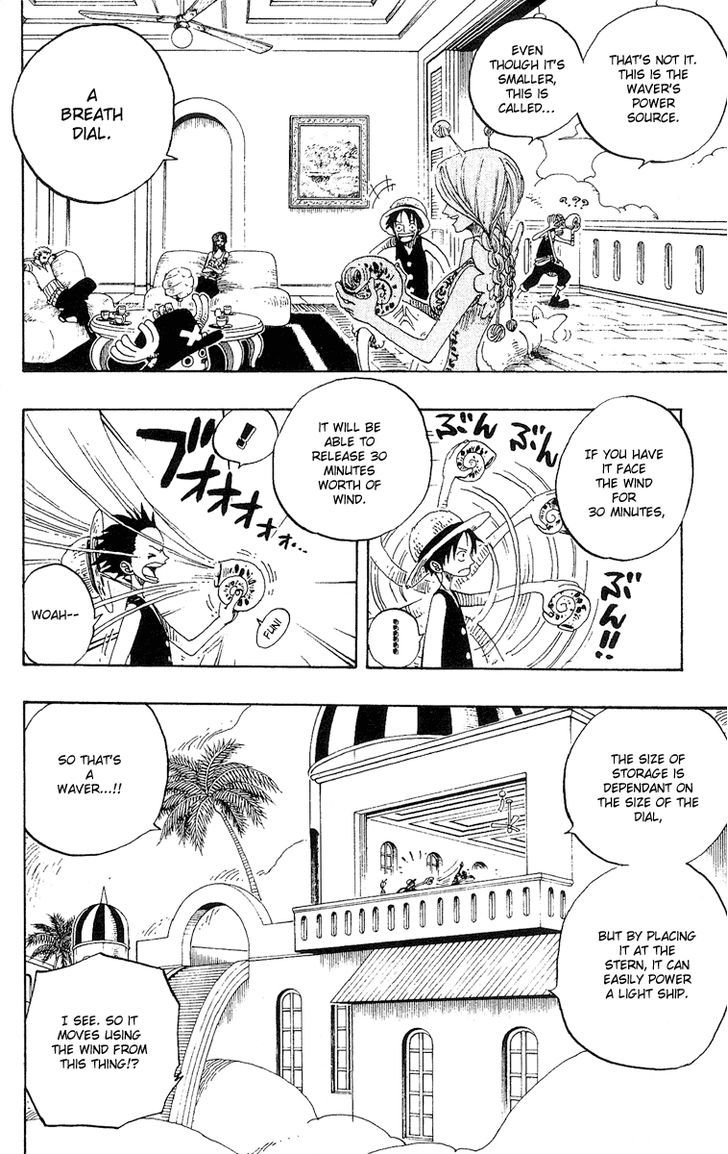 THAT'S NOT IT.
THIS IS THE
WAVER'S
POWER
SOURCE.
EVEN
THOUGH IT'S
SMALLER,
THIS IS
CALLED...
?
.
?
?
A
BREATH
DIAL.
IF YOU HAVE
IT FACE
THE WIND
FOR
30 MINUTES,
ぶん
ぶん
ぶん!!
IT WILL BE
ABLE TO
RELEASE 30
MINUTES
WORTH OF
WIND.
!
ブオオオオオ...
WOAH--
FUN!
THE SIZE OF
STORAGE IS
DEPENDANT ON
THE SIZE OF THE
DIAL,
BUT BY PLACING
IT AT THE
STERN, IT CAN
EASILY POWER
A LIGHT SHIP.
SO THAT'S
A
WAVER...!!
I SEE. SO IT
MOVES USING
THE WIND FROM
THIS THING!?